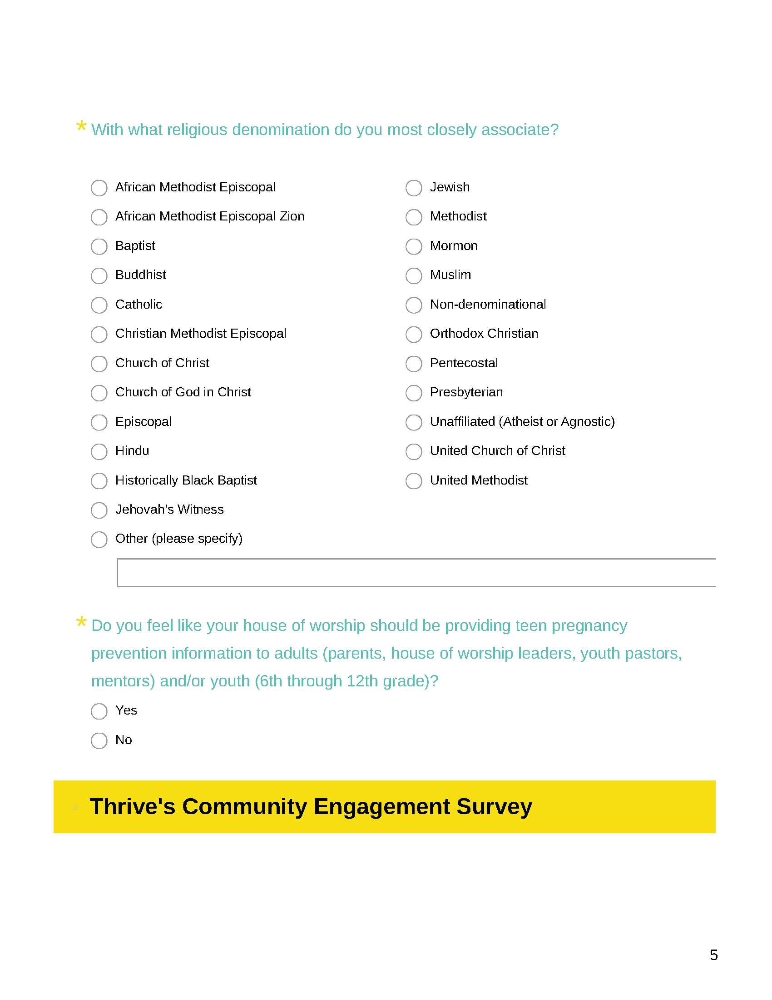 * With what religious denomination do you most closely associate?
African Methodist Episcopal
African Methodist Episcopal Zion
Baptist
Buddhist
Catholic
Christian Methodist Episcopal
Church of Christ
Church of God in Christ
Episcopal
Hindu
Historically Black Baptist
Jehovah’s Witness
Other (please specify)
Jewish
Methodist
Mormon
Muslim
Non-denominational
Orthodox Christian
Pentecostal
Presbyterian
Unaffiliated (Atheist or Agnostic)
United Church of Christ
United Methodist
* Do you feel like your house of worship should be providing teen pregnancy
prevention information to adults (parents, house of worship leaders, youth pastors,
mentors) and/or youth (6th through 12th grade)?
Yes
No
Thrive's Community Engagement Survey
5